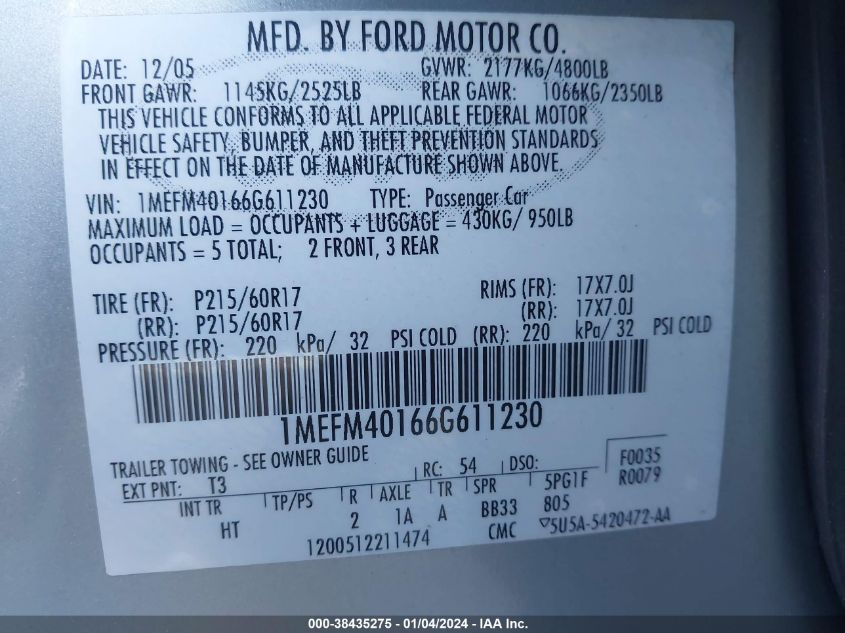 MFD. BY FORD MOTOR CO.
DATE: 12/05 GVWR: 2177KG/4800LB
FRONT GAWR: 1145KG/2525LB REAR GAWR: 1066KG/2350LB
THIS VEHICLE CONFORMS TO ALL APPLICABLE FEDERAL MOTOR
VEHICLE SAFETY, BUMPER, AND THEFT PREVENTION STANDARDS
IN EFFECT ON THE DATE OF MANUFACTURE SHOWN ABOVE.
VIN: 1MEFM40166G611230 TYPE: Passenger Car
MAXIMUM LOAD = OCCUPANTS + LUGGAGE = 430KG/ 950LB
OCCUPANTS = 5 TOTAL; 2 FRONT, 3 REAR
TIRE (FR): P215/60R17 RIMS (FR): 17X7.0J
(RR): P215/60R17 (RR): 17X7.0J
PRESSURE (FR): 220 kPa/ 32 PSI COLD (RR): 220 kPa/ 32 PSI COLD
1MEFM40166G611230
TRAILER TOWING - SEE OWNER GUIDE
EXT PNT: T3 RC: 54 DSO: F0035
R0079
INT TR TP/PS R AXLE TR SPR 5PG1F
HT 2 1A A BB33 805
1200512211474 CMC ▽5U5A-5420472-AA
000-38435275 - 01/04/2024 - IAA Inc.